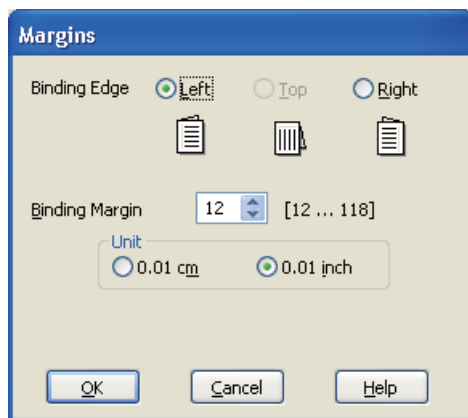 Margins
Binding Edge Left Top Right
Binding Margin 12 [12 ... 118]
Unit
0.01 cm 0.01 inch
OK Cancel Help